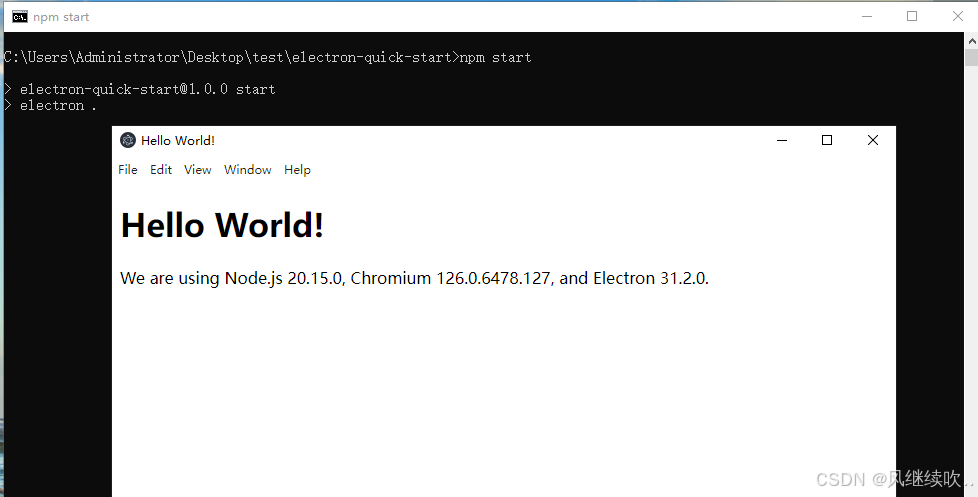 npm start
C:\Users\Administrator\Desktop\test\electron-quick-start>npm start
> electron-quick-start@1.0.0 start
> electron .
Hello World!
File Edit View Window Help
Hello World!
We are using Node.js 20.15.0, Chromium 126.0.6478.127, and Electron 31.2.0.
CSDN @风继续吹...